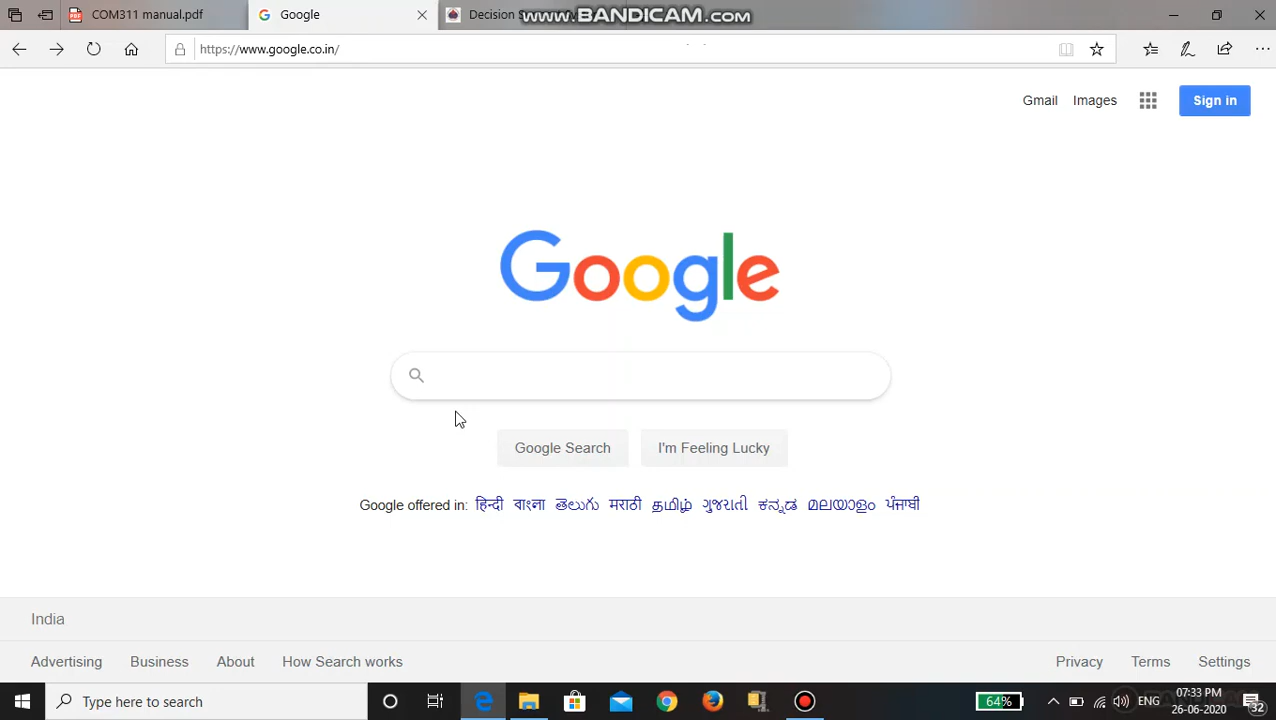 COM311 manual.pdf
Google
Decision S
www.BANDICAM.com
https://www.google.co.in/
Gmail
Images
Sign in
Google
Google Search
I'm Feeling Lucky
Google offered in: हिन्दी বাংলা తెలుగు मराठी தமிழ் ગુજરાતી ಕನ್ನಡ മലയാളം ਪੰਜਾਬੀ
India
Advertising
Business
About
How Search works
Privacy
Terms
Settings
Type here to search
64%
ENG
07:33 PM
26-06-2020
32